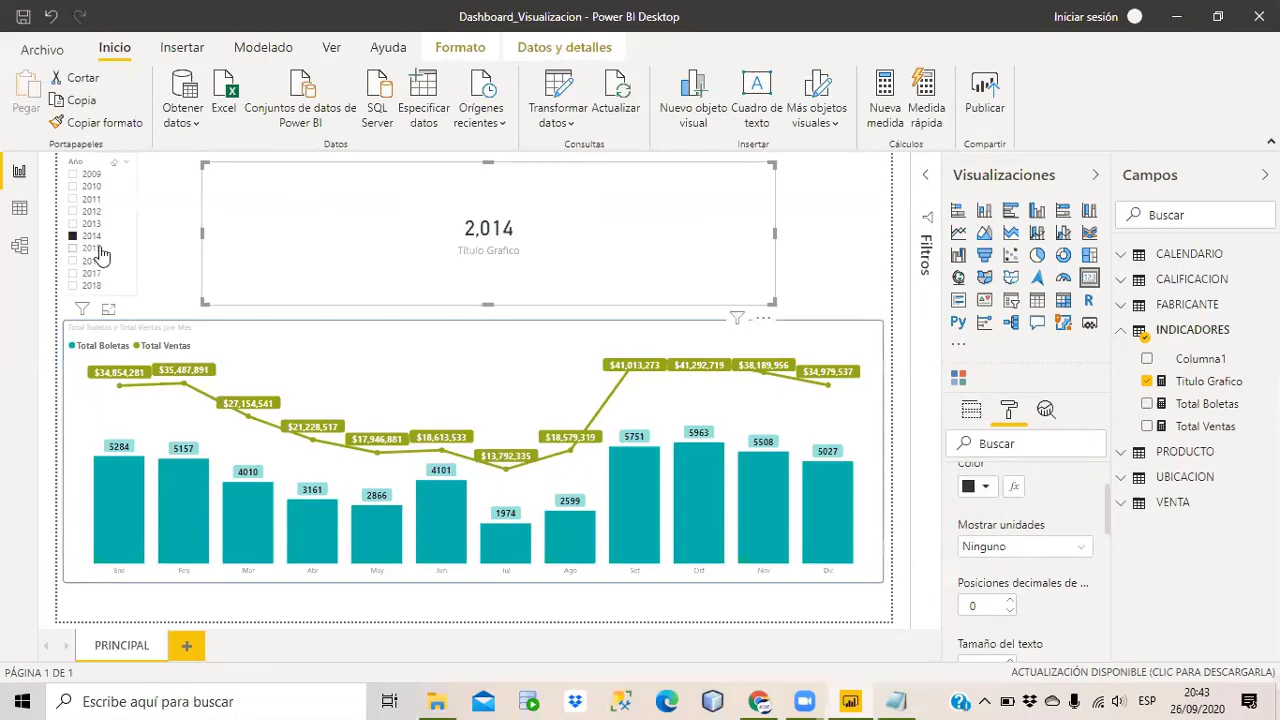 Dashboard_Visualizacion - Power BI Desktop
Iniciar sesión
Archivo
Inicio
Insertar
Modelado
Ver
Ayuda
Formato
Datos y detalles
Pegar
Cortar
Copia
Copiar formato
Portapapeles
Obtener datos
Excel
Conjuntos de datos de Power BI
SQL Server
Especificar datos
Orígenes recientes
Datos
Transformar datos
Actualizar
Consultas
Nuevo objeto visual
Cuadro de texto
Más objetos visuales
Insertar
Nueva medida
Medida rápida
Cálculos
Publicar
Compartir
Año
2009
2010
2011
2012
2013
2014
2017
2018
2,014
Titulo Grafico
Total Boletas y Total Ventas por Mes
Total Boletas
Total Ventas
$34,854,281
$35,487,891
$27,154,541
$21,228,517
$17,946,881
$18,613,533
$13,792,335
$18,579,319
$41,013,273
$41,292,719
$38,189,956
$34,979,537
5284
5157
4010
3161
2866
4101
1974
2599
5751
5963
5508
5027
Ene
Feb
Mar
Abr
May
Jun
Jul
Ago
Set
Oct
Nov
Dic
PRINCIPAL
Filtros
Visualizaciones
123
R
Py
Buscar
Color
fx
Mostrar unidades
Ninguno
Posiciones decimales de ...
0
Tamaño del texto
Campos
Buscar
CALENDARIO
CALIFICACION
FABRICANTE
INDICADORES
Columna1
Titulo Grafico
Total Boletas
Total Ventas
PRODUCTO
UBICACION
VENTA
PÁGINA 1 DE 1
ACTUALIZACIÓN DISPONIBLE (CLIC PARA DESCARGARLA)
Escribe aquí para buscar
ESP
20:43
26/09/2020